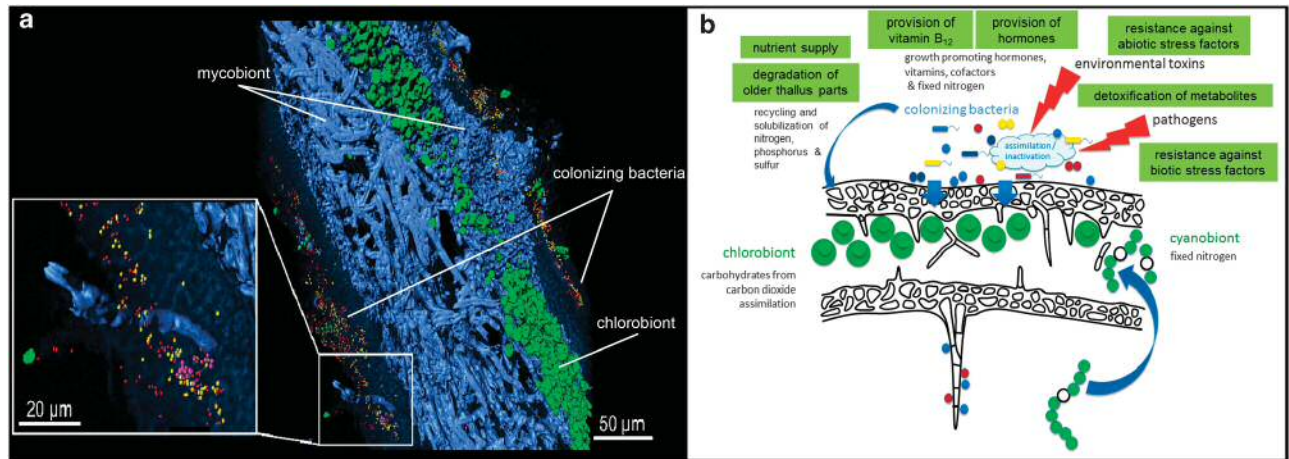 a
mycobiont
colonizing bacteria
chlorobiont
20 µm
50 µm
b
nutrient supply
degradation of
older thallus parts
recycling and
solubilization of
nitrogen,
phosphorus &
sulfur
provision of
vitamin B12
provision of
hormones
growth promoting hormones,
vitamins, cofactors
& fixed nitrogen
colonizing bacteria
resistance against
abiotic stress factors
environmental toxins
detoxification of metabolites
pathogens
assimilation/
inactivation
resistance against
biotic stress factors
chlorobiont
carbohydrates from
carbon dioxide
assimilation
cyanobiont
fixed nitrogen